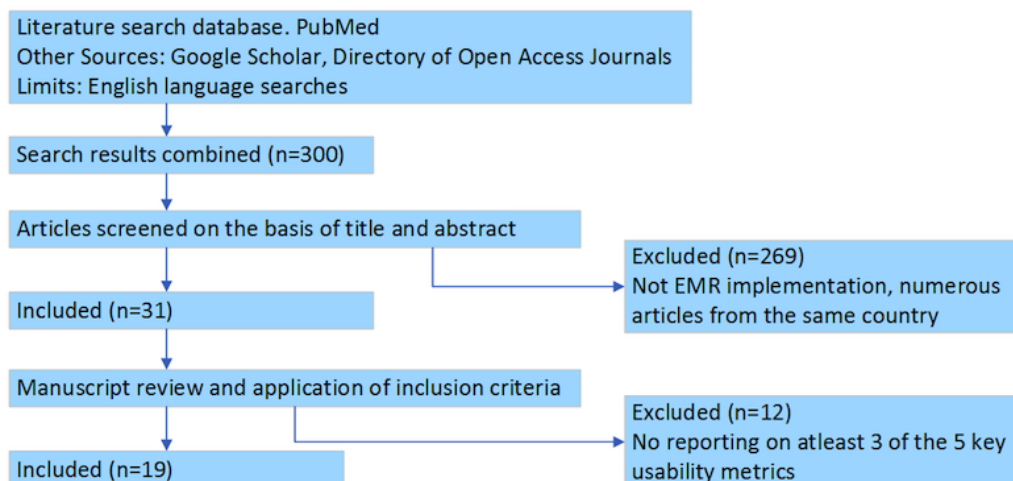 Literature search database. PubMed
Other Sources: Google Scholar, Directory of Open Access Journals
Limits: English language searches
Search results combined (n=300)
Articles screened on the basis of title and abstract
Excluded (n=269)
Not EMR implementation, numerous
articles from the same country
Included (n=31)
Manuscript review and application of inclusion criteria
Excluded (n=12)
No reporting on atleast 3 of the 5 key
usability metrics
Included (n=19)